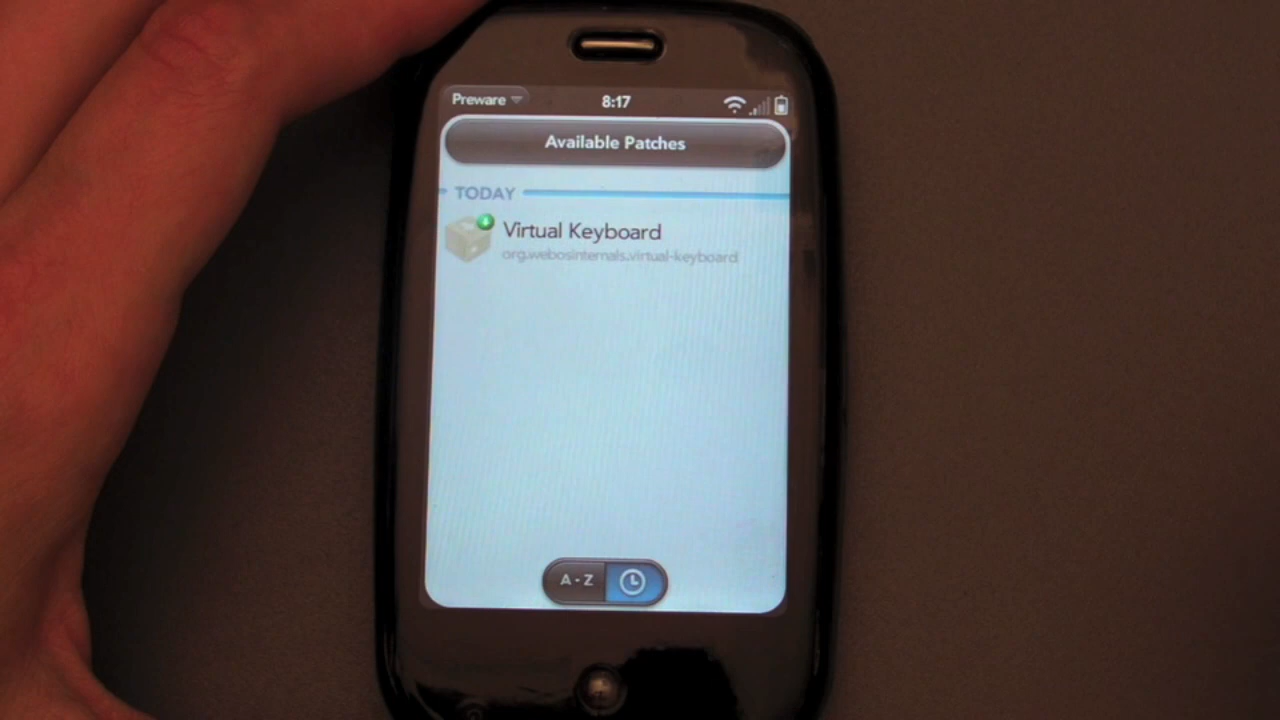 Preware
8:17
Available Patches
TODAY
Virtual Keyboard
org.webosinternals.virtual-keyboard
A - Z